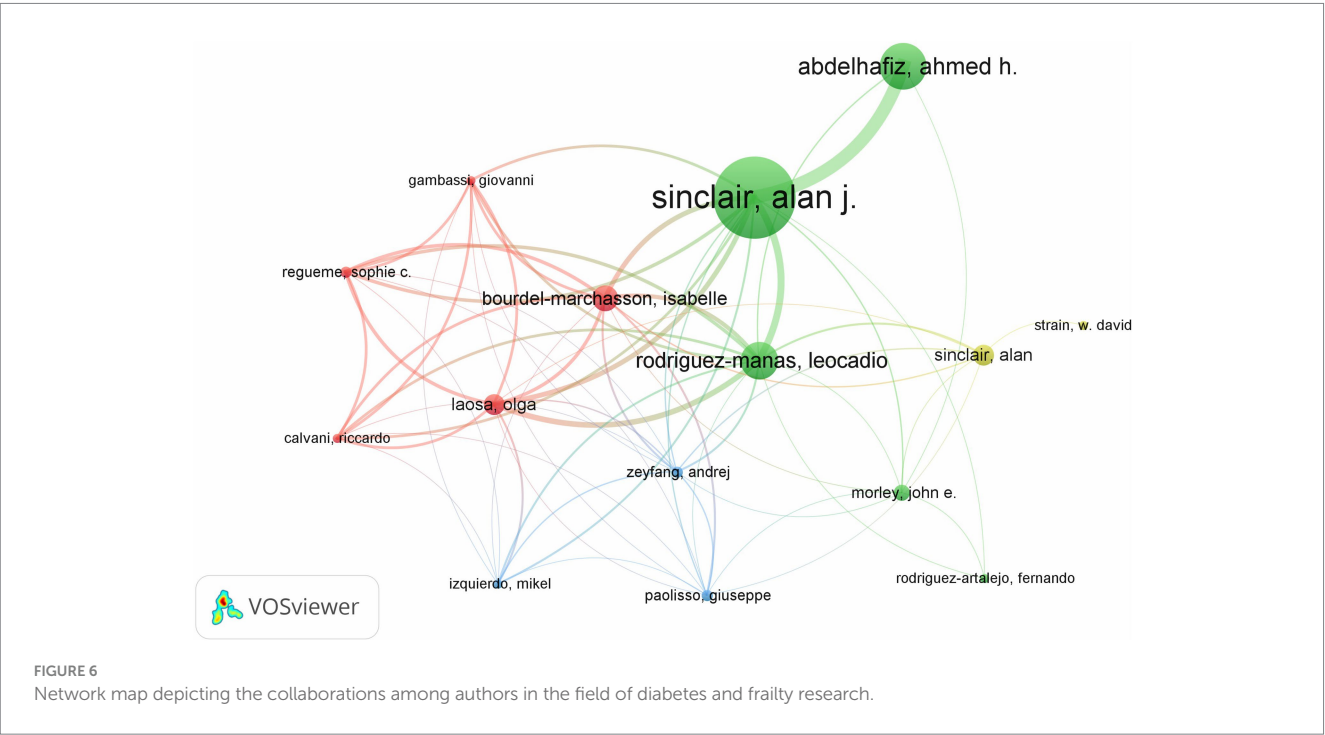 abdelhafiz, ahmed h.
gambassi, giovanni
sinclair, alan j.
regueme, sophie c.
bourdel-marchasson, isabelle
strain, w. david
rodriguez-manas, leocadio
sinclair, alan
laosa, olga
calvani, riccardo
zeyfang, andrej
morley, john e.
izquierdo, mikel
rodriguez-artalejo, fernando
paolisso, giuseppe
VOSviewer
FIGURE 6
Network map depicting the collaborations among authors in the field of diabetes and frailty research.